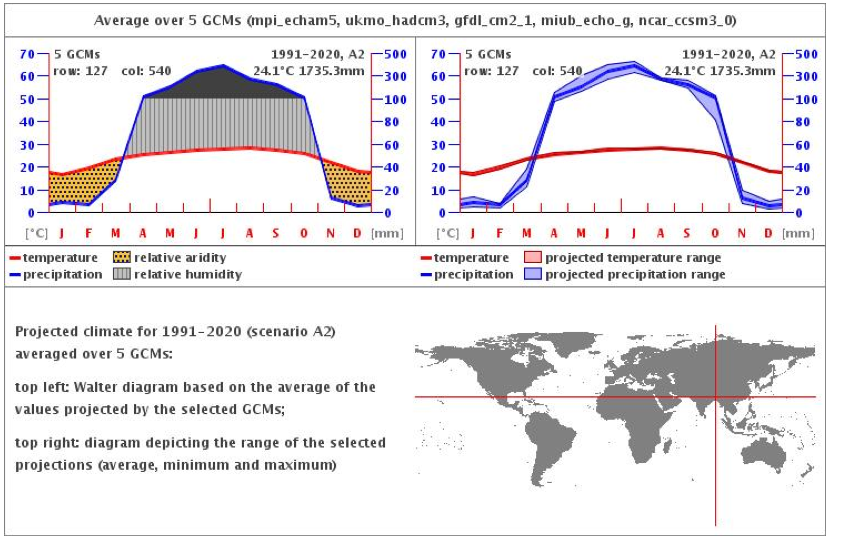 Average over 5 GCMs (mpi_echam5, ukmo_hadcm3, gfdl_cm2_1, miub_echo_g, ncar_ccsm3_0)
70 5 GCMs 1991-2020, A2 500
60 row: 127 col: 540 24.1°C 1735.3mm 300
50 100
40 80
30 60
20 40
10 20
0 0
[°C] J F M A M J J A S O N D [mm]
temperature relative aridity
precipitation relative humidity
70 5 GCMs 1991-2020, A2 500
60 row: 127 col: 540 24.1°C 1735.3mm 300
50 100
40 80
30 60
20 40
10 20
0 0
[°C] J F M A M J J A S O N D [mm]
temperature projected temperature range
precipitation projected precipitation range
Projected climate for 1991-2020 (scenario A2)
averaged over 5 GCMs:
top left: Walter diagram based on the average of the
values projected by the selected GCMs;
top right: diagram depicting the range of the selected
projections (average, minimum and maximum)